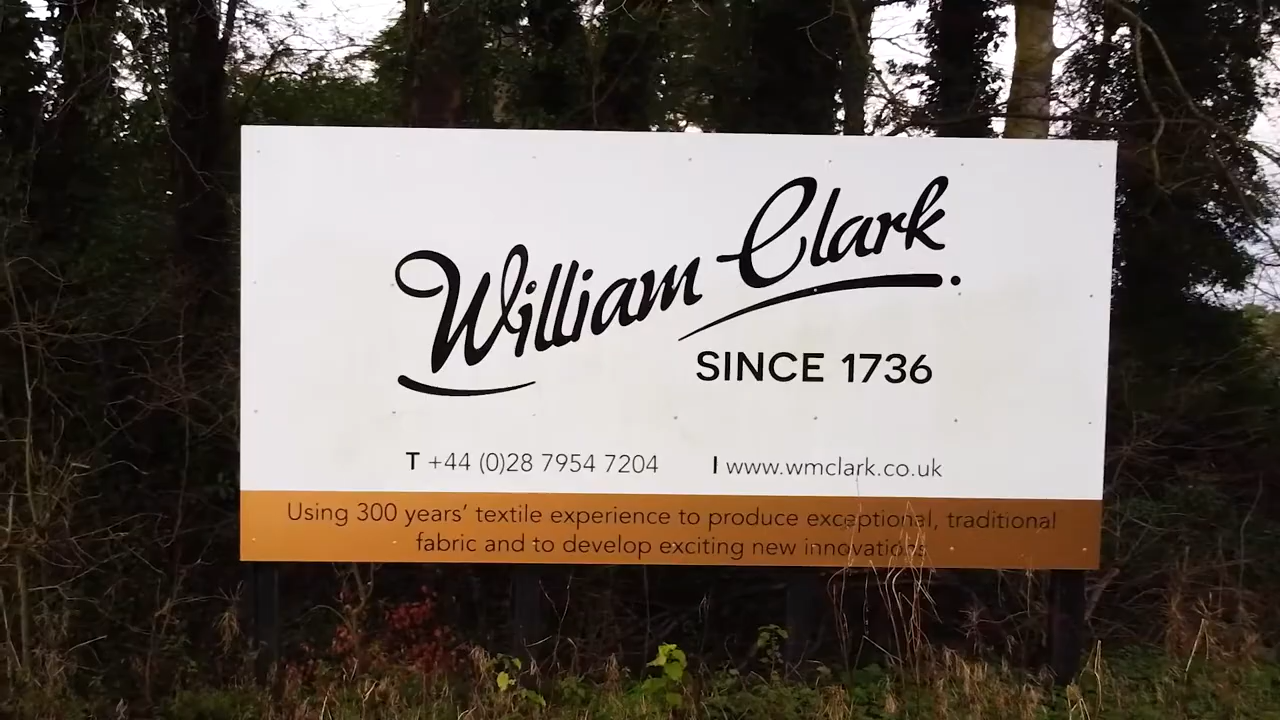 William Clark.
SINCE 1736
T +44 (0)28 7954 7204 I www.wmclark.co.uk
Using 300 years' textile experience to produce exceptional, traditional
fabric and to develop exciting new innovations